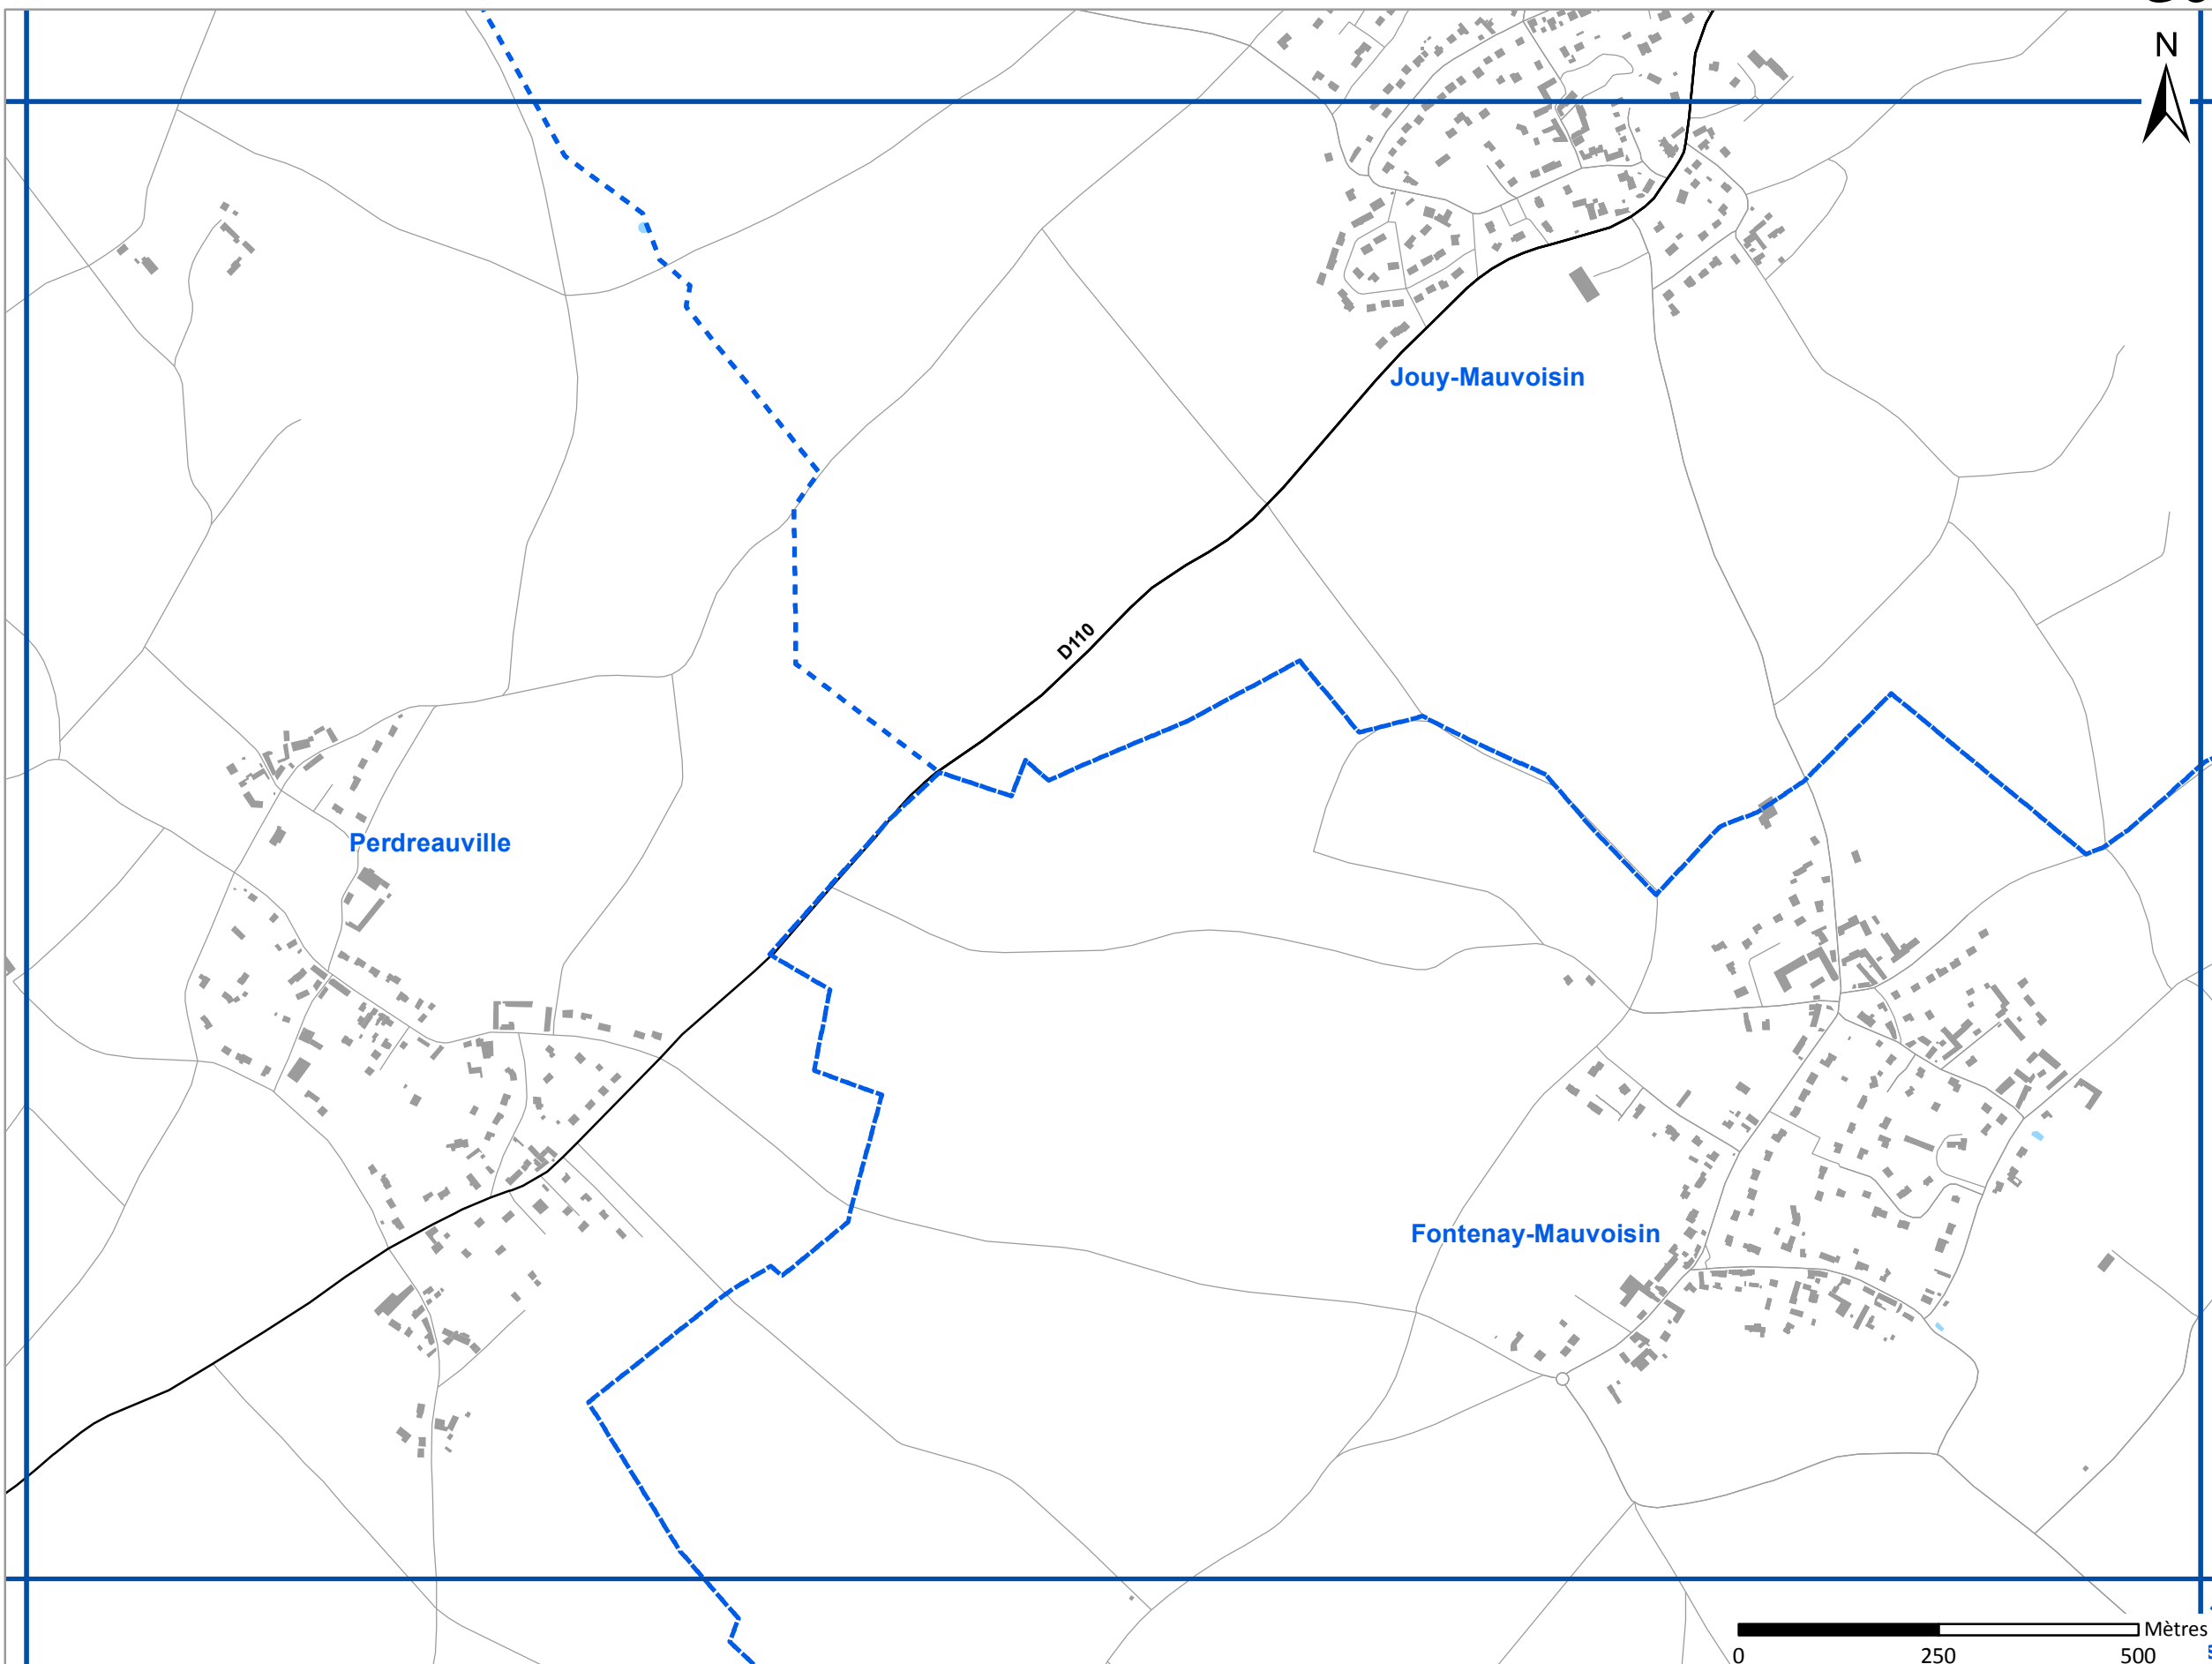 N
Jouy-Mauvoisin
D110
Perdreauville
Fontenay-Mauvoisin
Mètres
0 250 500